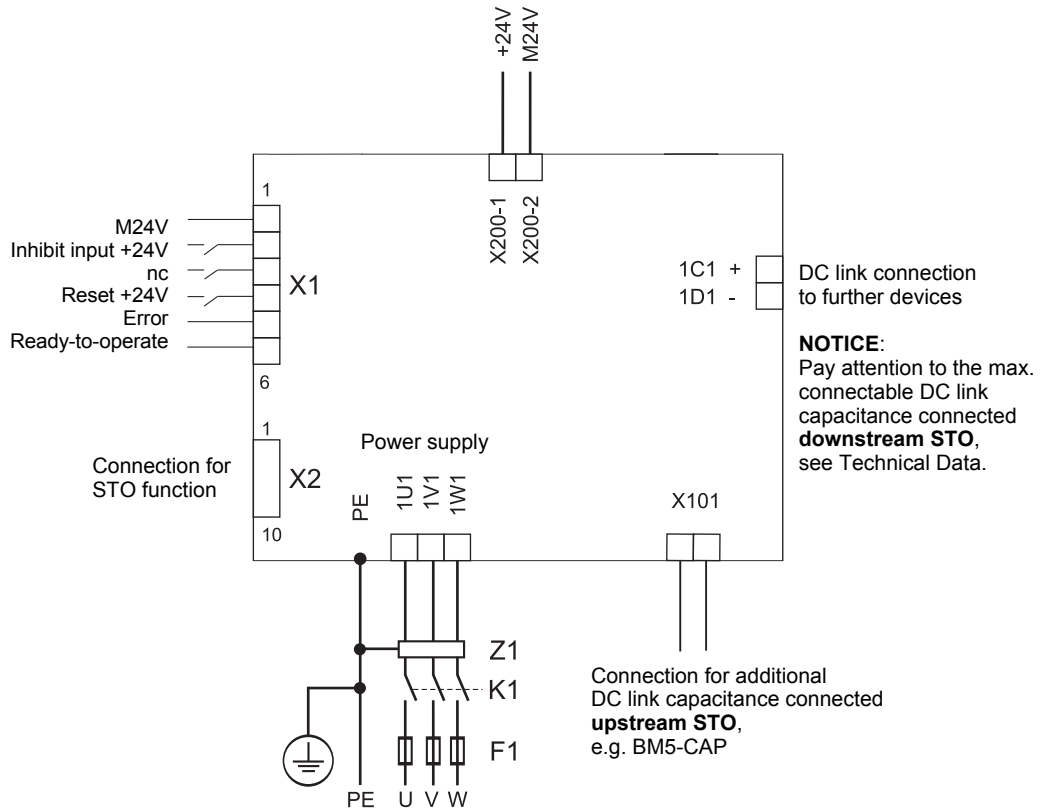 +24V
M24V
X200-1
X200-2
1
M24V
Inhibit input +24V
nc
Reset +24V
Error
Ready-to-operate
X1
6
1C1 +
1D1 -
DC link connection
to further devices
NOTICE:
Pay attention to the max.
connectable DC link
capacitance connected
downstream STO,
see Technical Data.
1
Connection for
STO function
X2
10
Power supply
PE
1U1
1V1
1W1
X101
Z1
K1
F1
PE U V W
Connection for additional
DC link capacitance connected
upstream STO,
e.g. BM5-CAP